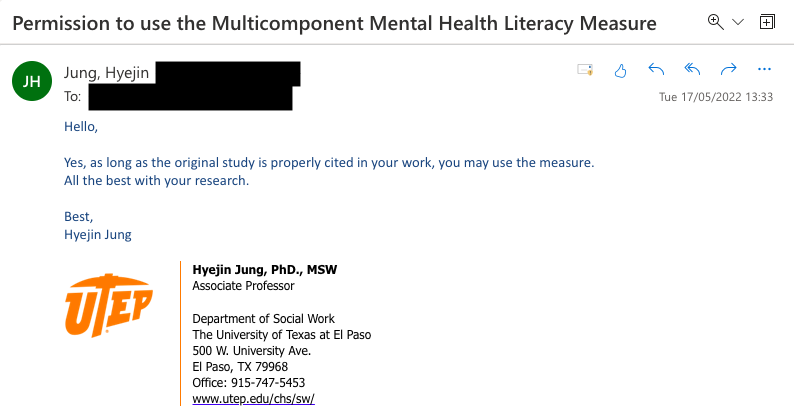 Permission to use the Multicomponent Mental Health Literacy Measure
JH
Jung, Hyejin
To:
Tue 17/05/2022 13:33
Hello,
Yes, as long as the original study is properly cited in your work, you may use the measure.
All the best with your research.
Best,
Hyejin Jung
UTEP
Hyejin Jung, PhD., MSW
Associate Professor
Department of Social Work
The University of Texas at El Paso
500 W. University Ave.
El Paso, TX 79968
Office: 915-747-5453
www.utep.edu/chs/sw/